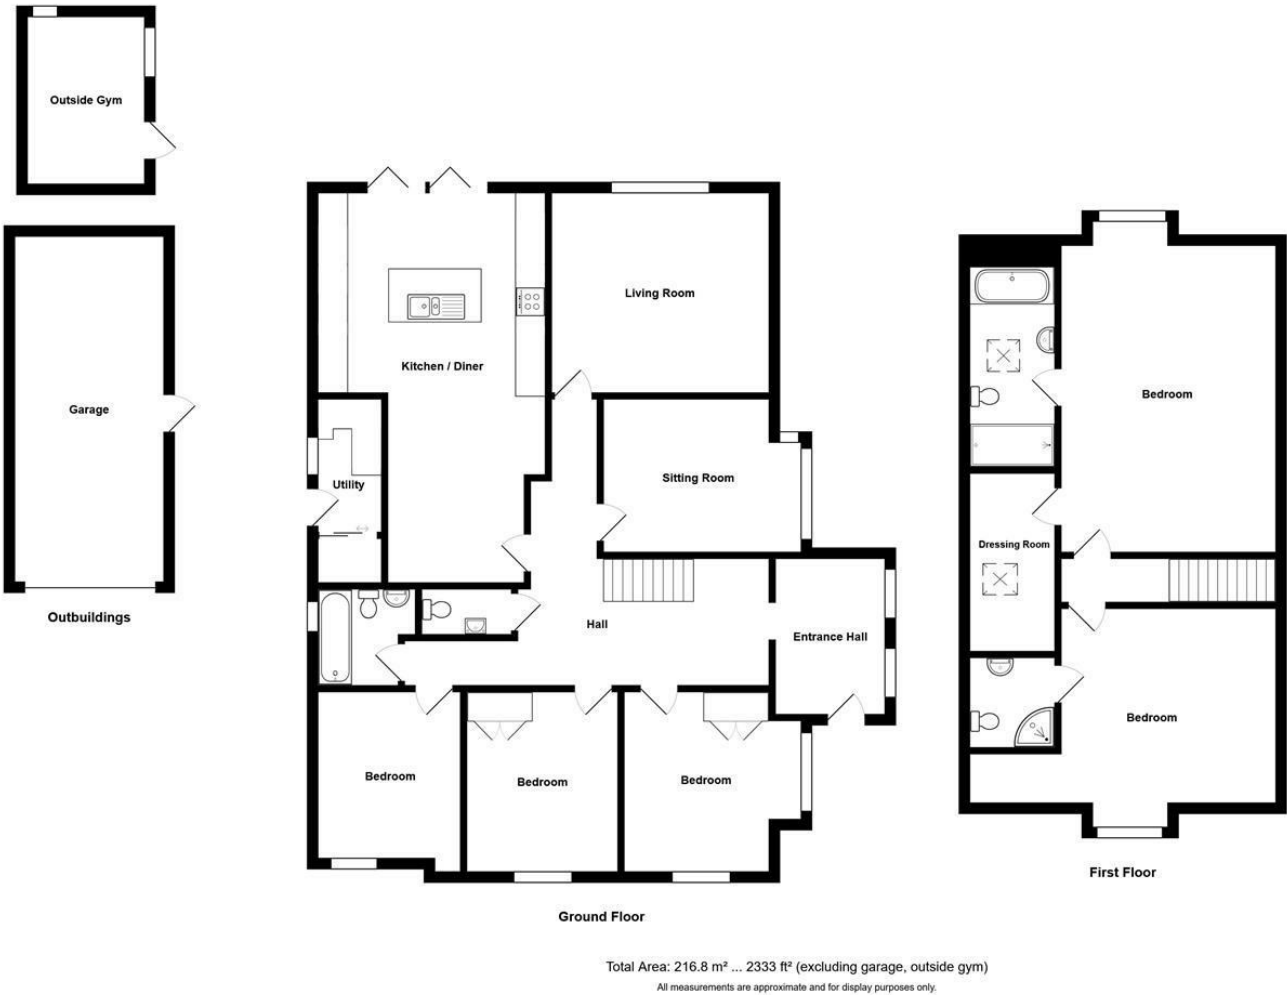 Outside Gym
Garage
Outbuildings
Kitchen / Diner
Living Room
Utility
Sitting Room
Hall
Entrance Hall
Bedroom
Bedroom
Bedroom
Ground Floor
Bedroom
Dressing Room
Bedroom
First Floor
Total Area: 216.8 m² ... 2333 ft² (excluding garage, outside gym)
All measurements are approximate and for display purposes only.